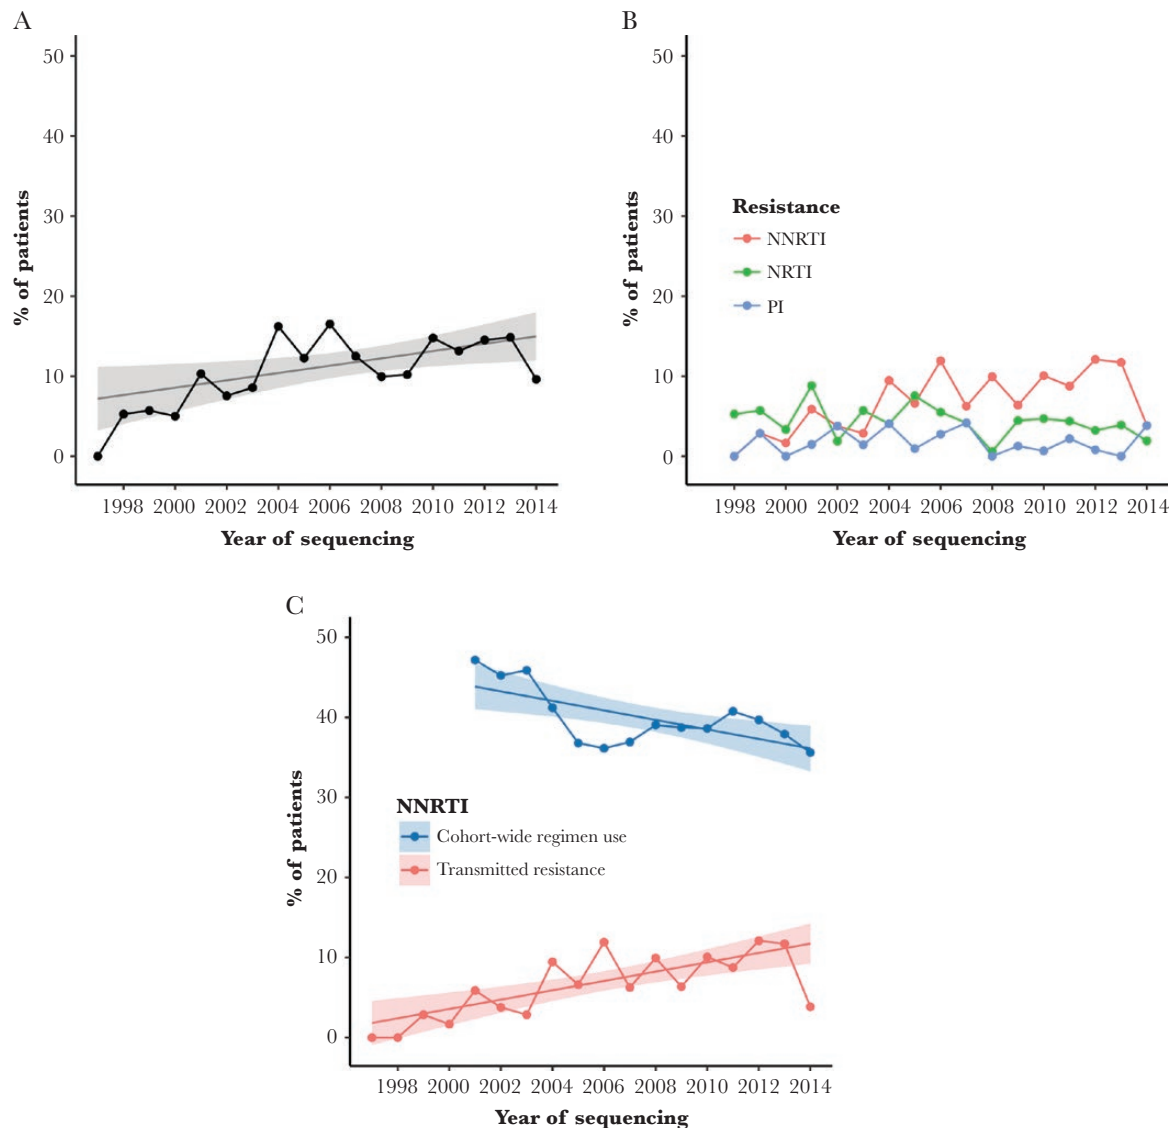 A
50
40
30
20
10
0
% of patients
1998 2000 2002 2004 2006 2008 2010 2012 2014
Year of sequencing
B
50
40
30
20
10
0
% of patients
Resistance
NNRTI
NRTI
PI
1998 2000 2002 2004 2006 2008 2010 2012 2014
Year of sequencing
C
50
40
30
20
10
0
% of patients
NNRTI
Cohort-wide regimen use
Transmitted resistance
1998 2000 2002 2004 2006 2008 2010 2012 2014
Year of sequencing